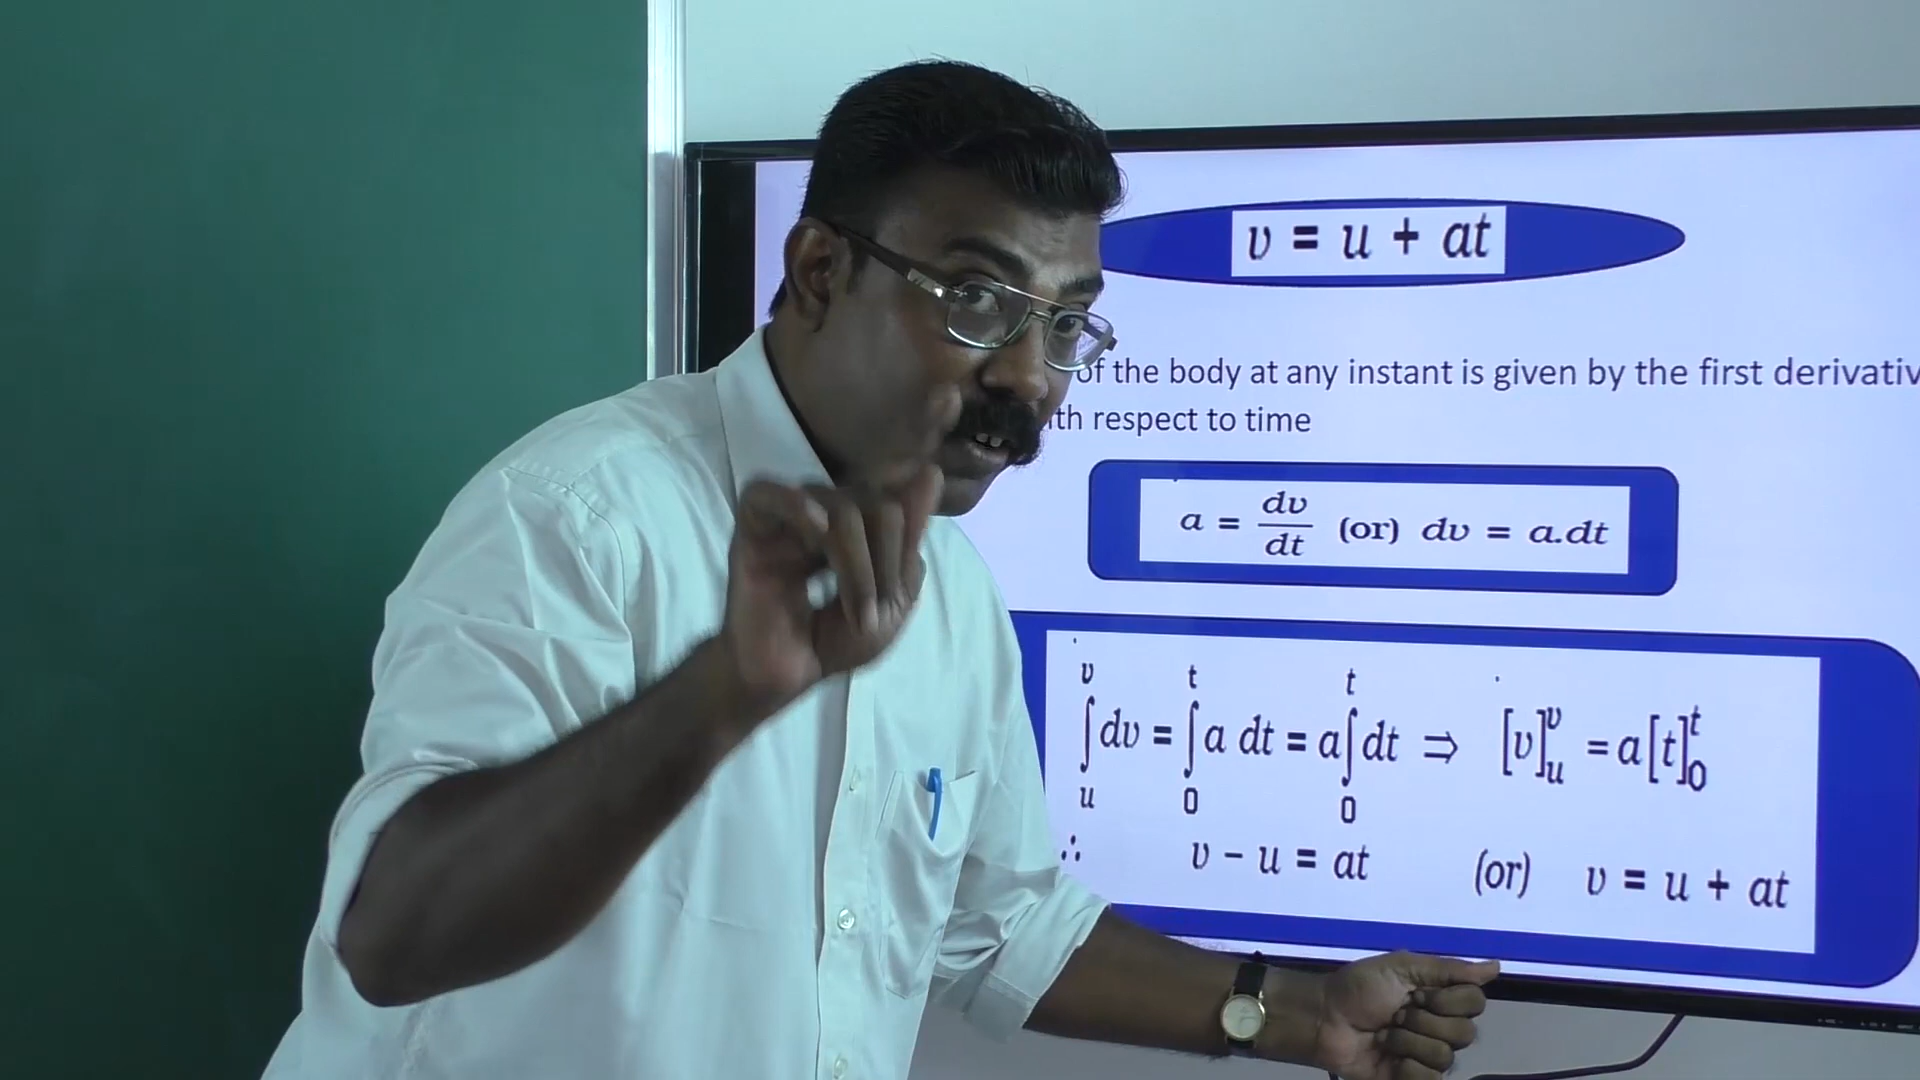 v = u + at
of the body at any instant is given by the first derivativ
ith respect to time
a = dv/dt (or) dv = a.dt
∫ᵤᵛ dv = ∫₀ᵗ a dt = a ∫₀ᵗ dt ⇒ [v]ᵤᵛ = a[t]₀ᵗ
∴ v − u = at (or) v = u + at